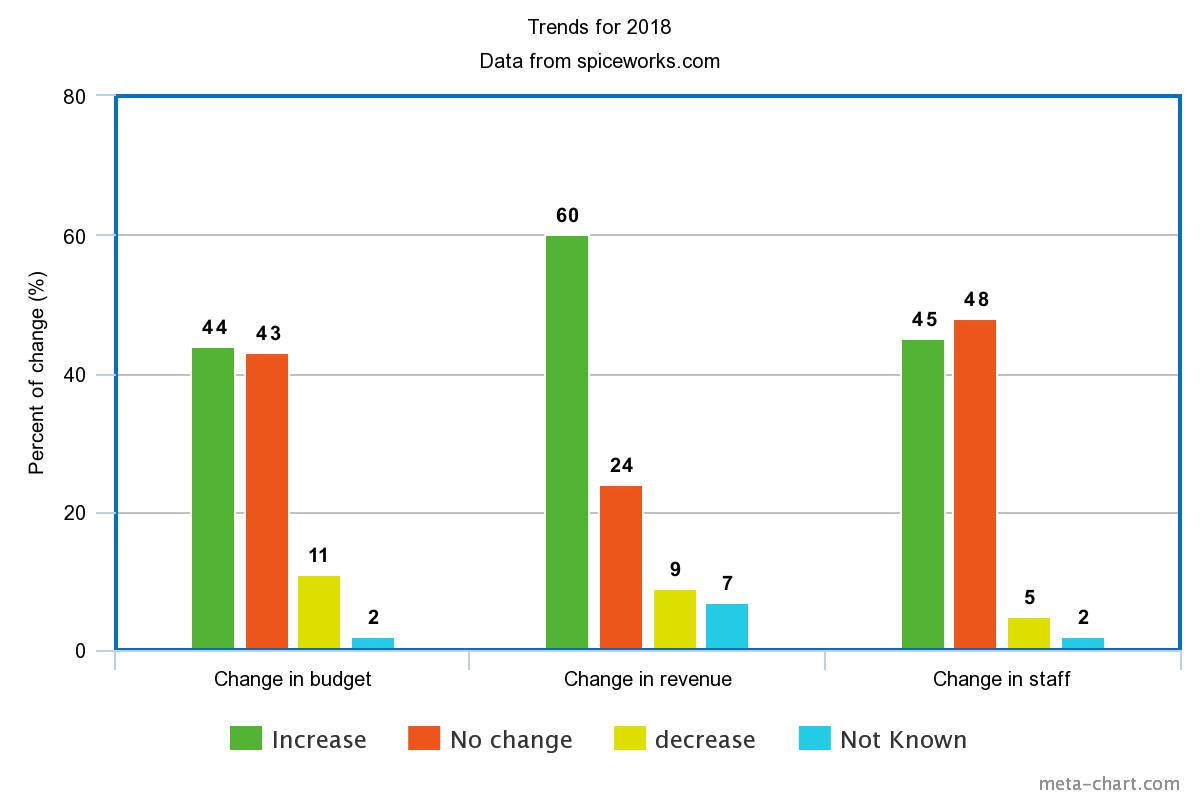 Trends for 2018
Data from spiceworks.com
Percent of change (%)
80
60
40
20
0
44
43
11
2
60
24
9
7
45
48
5
2
Change in budget
Change in revenue
Change in staff
Increase
No change
decrease
Not Known
meta-chart.com